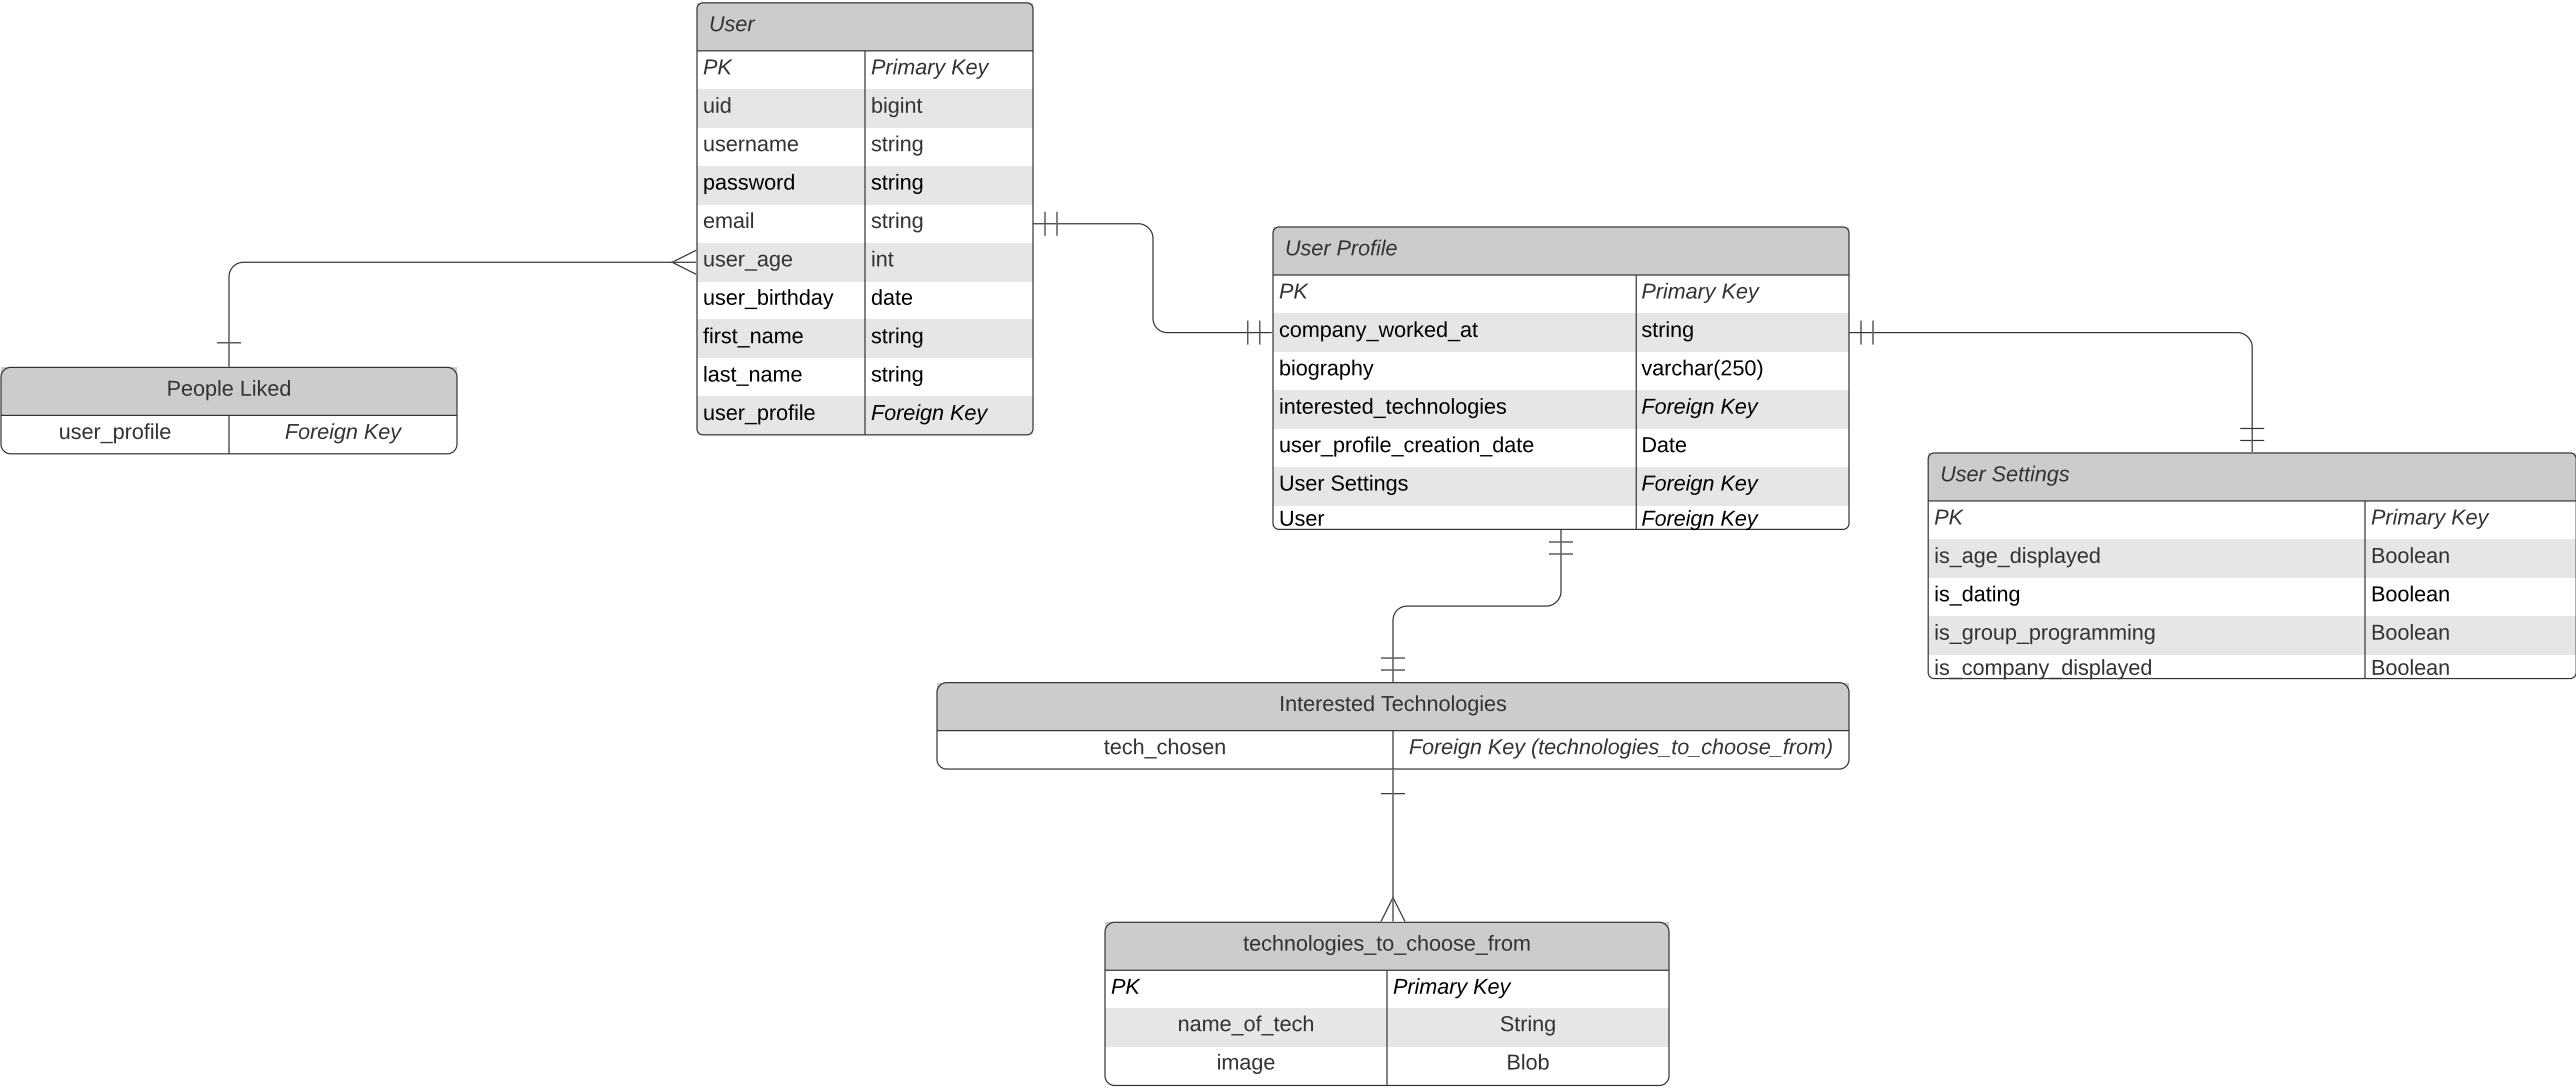 User
PK Primary Key
uid bigint
username string
password string
email string
user_age int
user_birthday date
first_name string
last_name string
user_profile Foreign Key
People Liked
user_profile Foreign Key
User Profile
PK Primary Key
company_worked_at string
biography varchar(250)
interested_technologies Foreign Key
user_profile_creation_date Date
User Settings Foreign Key
User Foreign Key
User Settings
PK Primary Key
is_age_displayed Boolean
is_dating Boolean
is_group_programming Boolean
is_company_displayed Boolean
Interested Technologies
tech_chosen Foreign Key (technologies_to_choose_from)
technologies_to_choose_from
PK Primary Key
name_of_tech String
image Blob